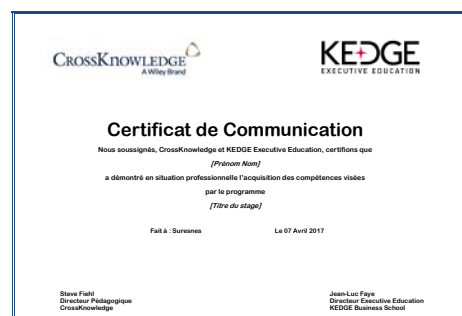 CROSSKNOWLEDGE
A Wiley Brand
KEDGE
EXECUTIVE EDUCATION
Certificat de Communication
Nous soussignés, CrossKnowledge et KEDGE Executive Education, certifions que
[Prénom Nom]
a démontré en situation professionnelle l'acquisition des compétences visées
par le programme
[Titre du stage]
Fait à : Suresnes Le 07 Avril 2017
Steve Fiehl
Directeur Pédagogique
CrossKnowledge
Jean-Luc Faye
Directeur Executive Education
KEDGE Business School